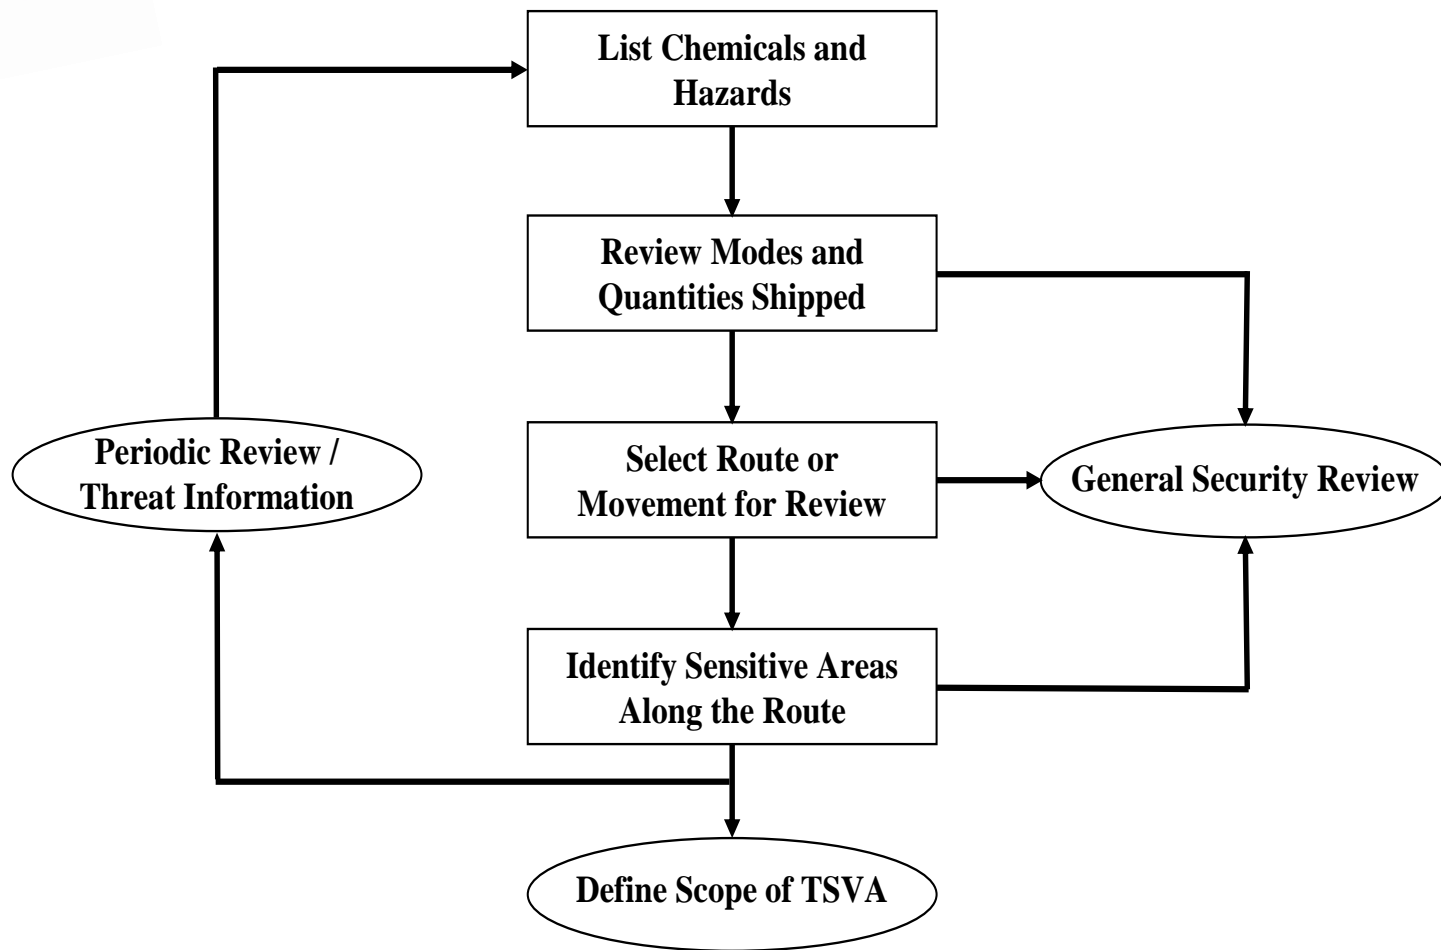 List Chemicals and
Hazards
Review Modes and
Quantities Shipped
Periodic Review /
Threat Information
Select Route or
Movement for Review
General Security Review
Identify Sensitive Areas
Along the Route
Define Scope of TSVA